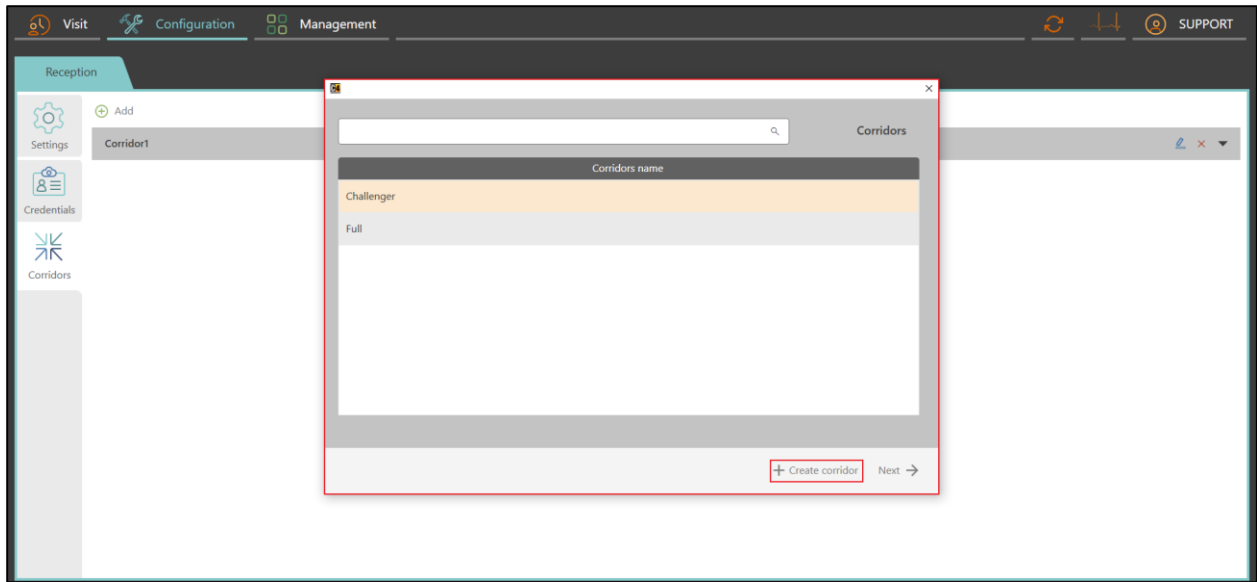 Visit
Configuration
Management
SUPPORT
Reception
Settings
Credentials
Corridors
Add
Corridor1
Corridors
Corridors name
Challenger
Full
Create corridor
Next